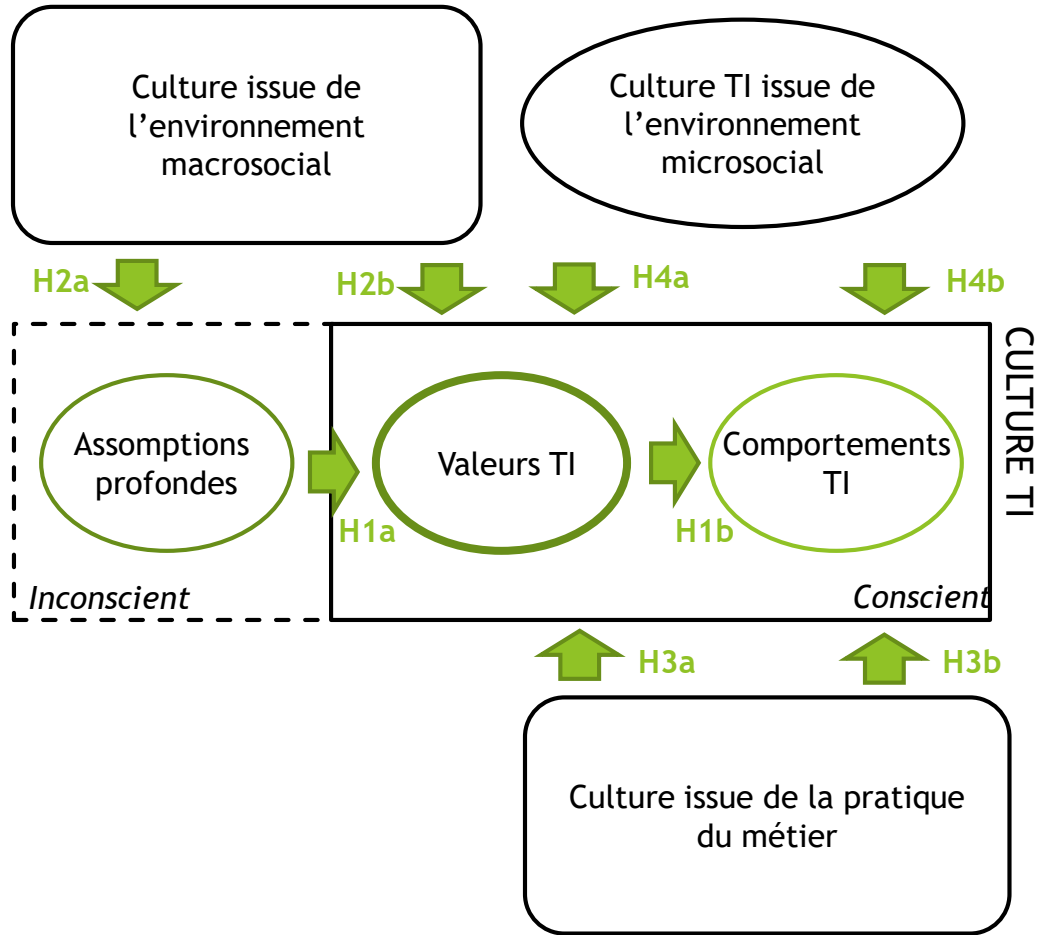 Culture issue de
l’environnement
macrosocial
Culture TI issue de
l’environnement
microsocial
H2a
H2b
H4a
H4b
CULTURE TI
Assomptions
profondes
Valeurs TI
Comportements
TI
H1a
H1b
Inconscient
Conscient
H3a
H3b
Culture issue de la pratique
du métier